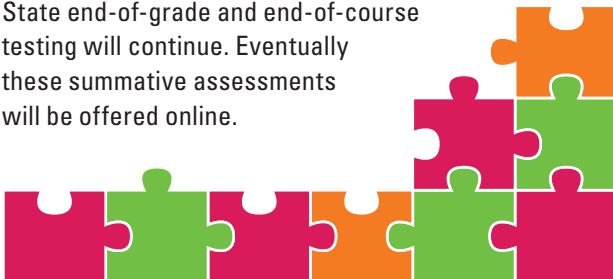 State end-of-grade and end-of-course
testing will continue. Eventually
these summative assessments
will be offered online.